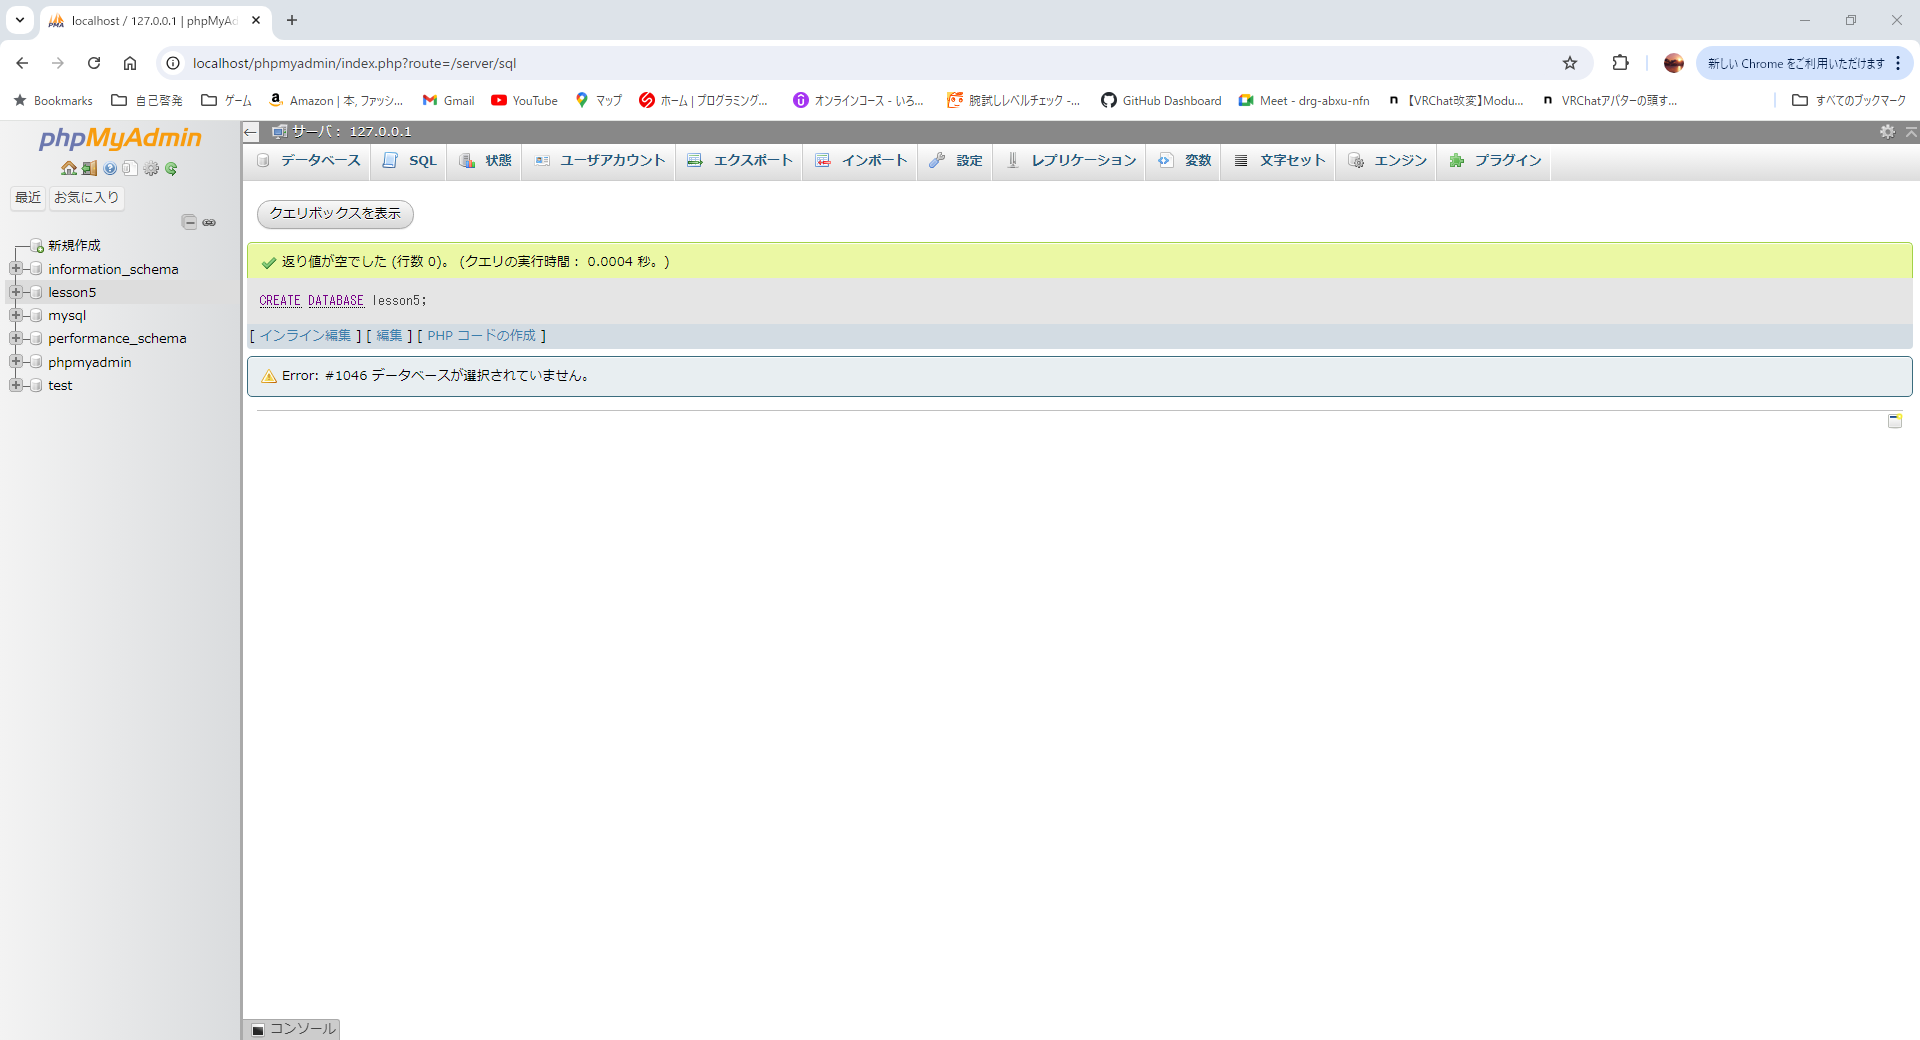 localhost / 127.0.0.1 | phpMyAd
localhost/phpmyadmin/index.php?route=/server/sql
新しい Chrome をご利用いただけます
Bookmarks 自己啓発 ゲーム Amazon | 本, ファッシ... Gmail YouTube マップ ホーム | プログラミング... オンラインコース - いろ... 腕試しレベルチェック -... GitHub Dashboard Meet - drg-abxu-nfn 【VRChat改変】Modu... VRChatアバターの頭す... すべてのブックマーク
phpMyAdmin
最近 お気に入り
新規作成
information_schema
lesson5
mysql
performance_schema
phpmyadmin
test
サーバ: 127.0.0.1
データベース SQL 状態 ユーザアカウント エクスポート インポート 設定 レプリケーション 変数 文字セット エンジン プラグイン
クエリボックスを表示
返り値が空でした (行数 0)。 (クエリの実行時間: 0.0004 秒。)
CREATE DATABASE lesson5;
[ インライン編集 ] [ 編集 ] [ PHP コードの作成 ]
Error: #1046 データベースが選択されていません。
コンソール